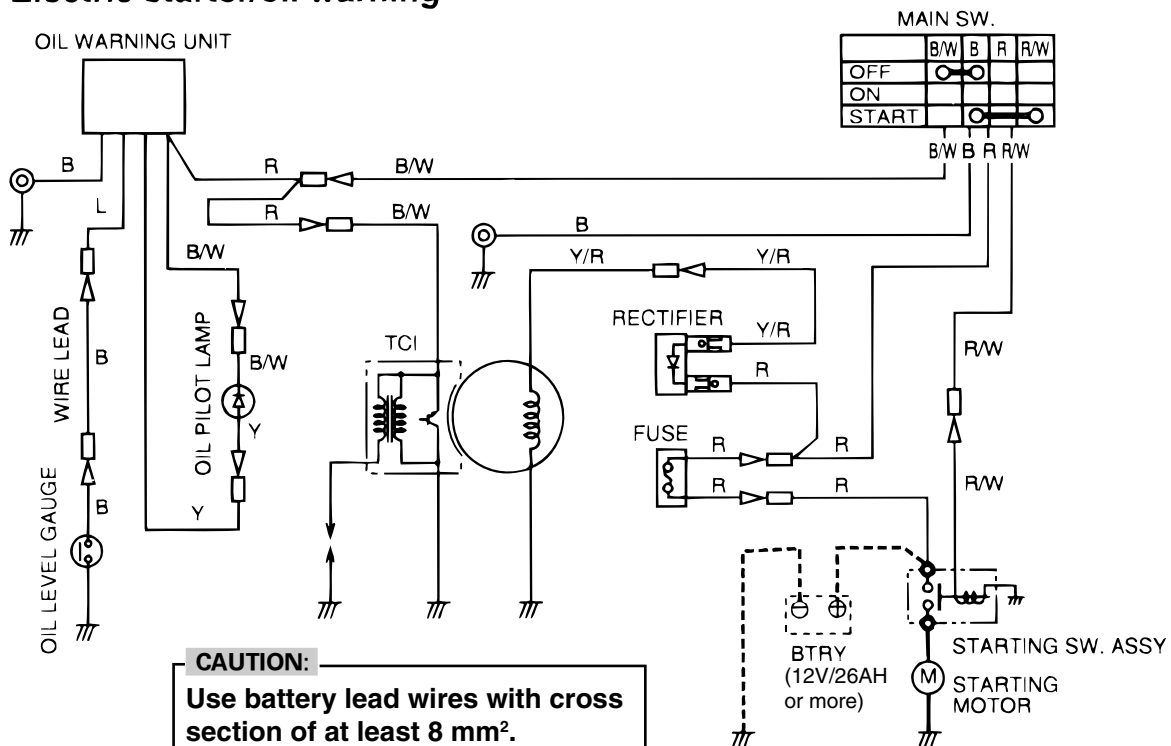 Electric starter/oil warning
MAIN SW.
OIL WARNING UNIT
B/W B R R/W
OFF
ON
START
B/W B R R/W
B
R
B/W
L
R
B/W
B
B/W
Y/R
Y/R
WIRE LEAD
OIL PILOT LAMP
RECTIFIER
Y/R
TCI
B
B/W
R
R/W
Y
FUSE
R
R
OIL LEVEL GAUGE
B
Y
R
R
R/W
BTRY
(12V/26AH
or more)
STARTING SW. ASSY
M
STARTING
MOTOR
CAUTION:
Use battery lead wires with cross
section of at least 8 mm².